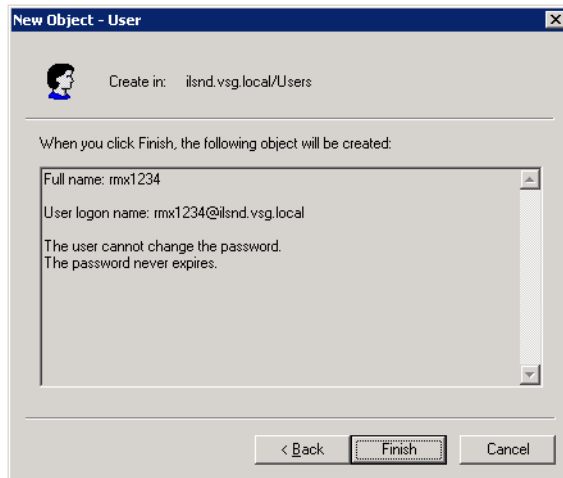 New Object - User
Create in: ilsnd.vsg.local/Users
When you click Finish, the following object will be created:
Full name: rmx1234
User logon name: rmx1234@ilsnd.vsg.local
The user cannot change the password.
The password never expires.
< Back
Finish
Cancel